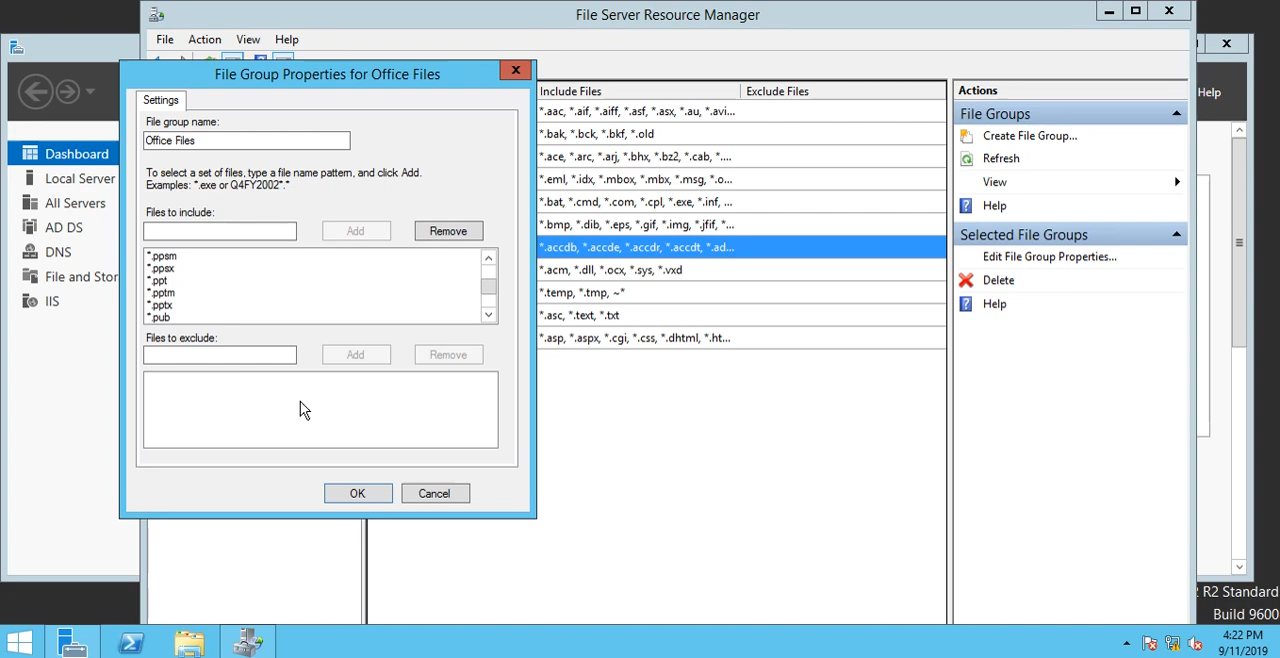 File Server Resource Manager
File Action View Help
File Group Properties for Office Files
Settings
File group name:
Office Files
To select a set of files, type a file name pattern, and click Add.
Examples: *.exe or Q4FY2002*.*
Files to include:
Add Remove
*.ppsm
*.ppsx
*.ppt
*.pptm
*.pptx
*.pub
Files to exclude:
Add Remove
OK Cancel
Dashboard
Local Server
All Servers
AD DS
DNS
File and Stor
IIS
Include Files Exclude Files
*.aac, *.aif, *.aiff, *.asf, *.asx, *.au, *.avi...
*.bak, *.bck, *.bkf, *.old
*.ace, *.arc, *.arj, *.bhx, *.bz2, *.cab, *....
*.eml, *.idx, *.mbox, *.mbx, *.msg, *.o...
*.bat, *.cmd, *.com, *.cpl, *.exe, *.inf, ...
*.bmp, *.dib, *.eps, *.gif, *.img, *.jfif, *...
*.accdb, *.accde, *.accdr, *.accdt, *.ad...
*.acm, *.dll, *.ocx, *.sys, *.vxd
*.temp, *.tmp, ~*
*.asc, *.text, *.txt
*.asp, *.aspx, *.cgi, *.css, *.dhtml, *.ht...
Actions
File Groups
Create File Group...
Refresh
View
Help
Selected File Groups
Edit File Group Properties...
Delete
Help
Help
R2 Standard
Build 9600
4:22 PM
9/11/2019